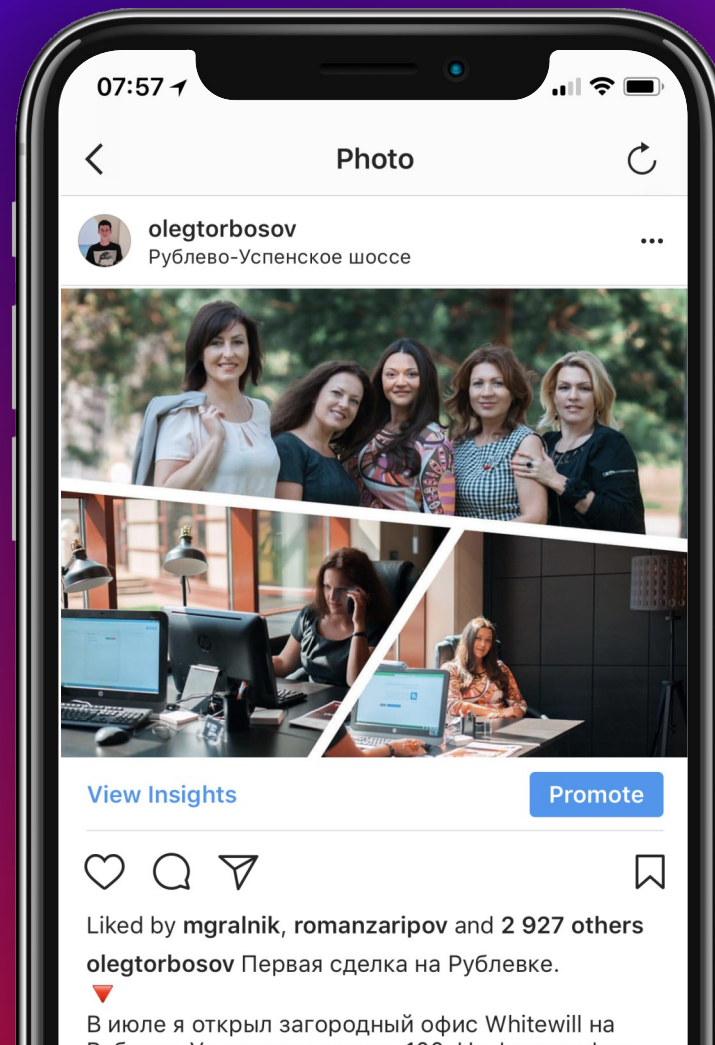 07:57
Photo
olegtorbosov
Рублево-Успенское шоссе
View Insights
Promote
Liked by mgralnik, romanzaripov and 2 927 others
olegtorbosov Первая сделка на Рублевке.
🔻
В июле я открыл загородный офис Whitewill на